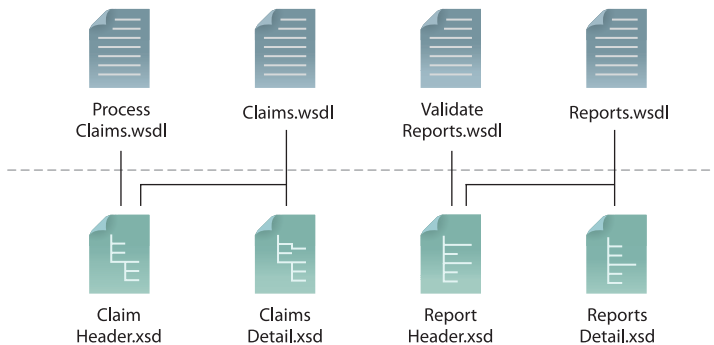 Process
Claims.wsdl
Claims.wsdl
Validate
Reports.wsdl
Reports.wsdl
Claim
Header.xsd
Claims
Detail.xsd
Report
Header.xsd
Reports
Detail.xsd